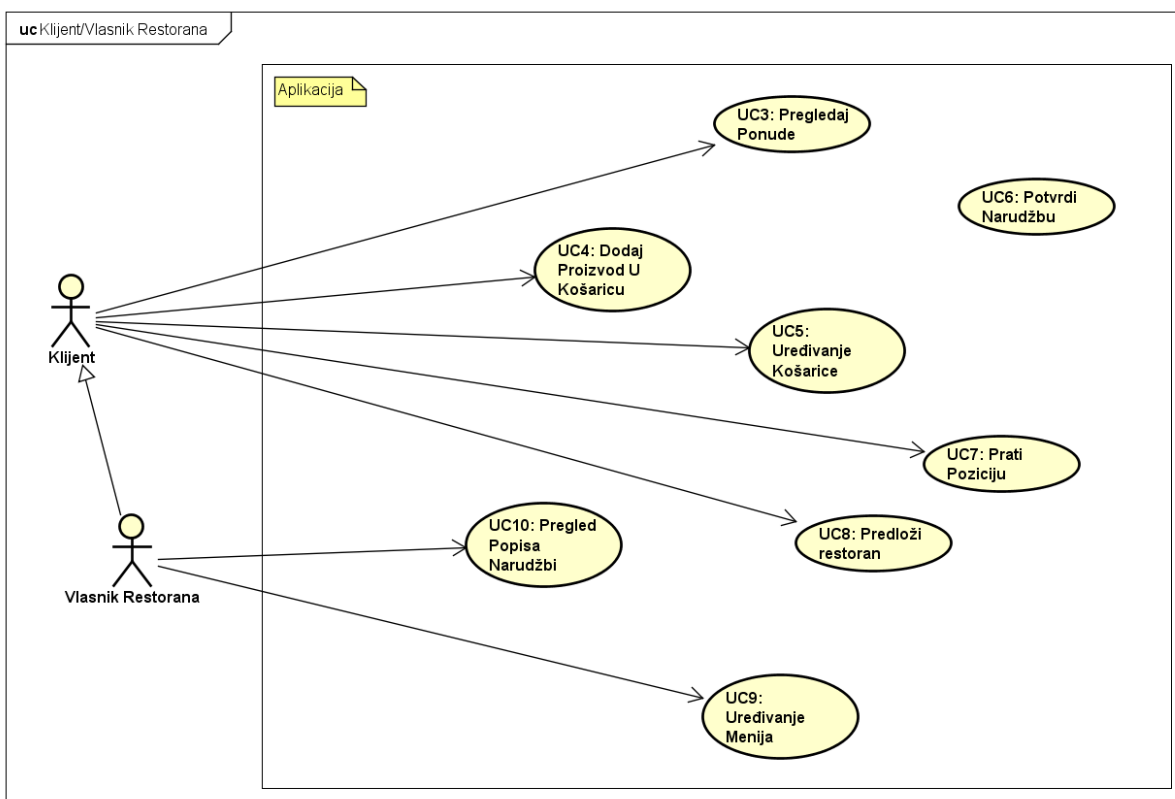 uc Klijent/Vlasnik Restorana
Aplikacija
UC3: Pregledaj
Ponude
UC6: Potvrdi
Narudžbu
UC4: Dodaj
Proizvod U
Košaricu
Klijent
UC5:
Uređivanje
Košarice
UC7: Prati
Poziciju
UC10: Pregled
Popisa
Narudžbi
UC8: Predloži
restoran
Vlasnik Restorana
UC9:
Uređivanje
Menija